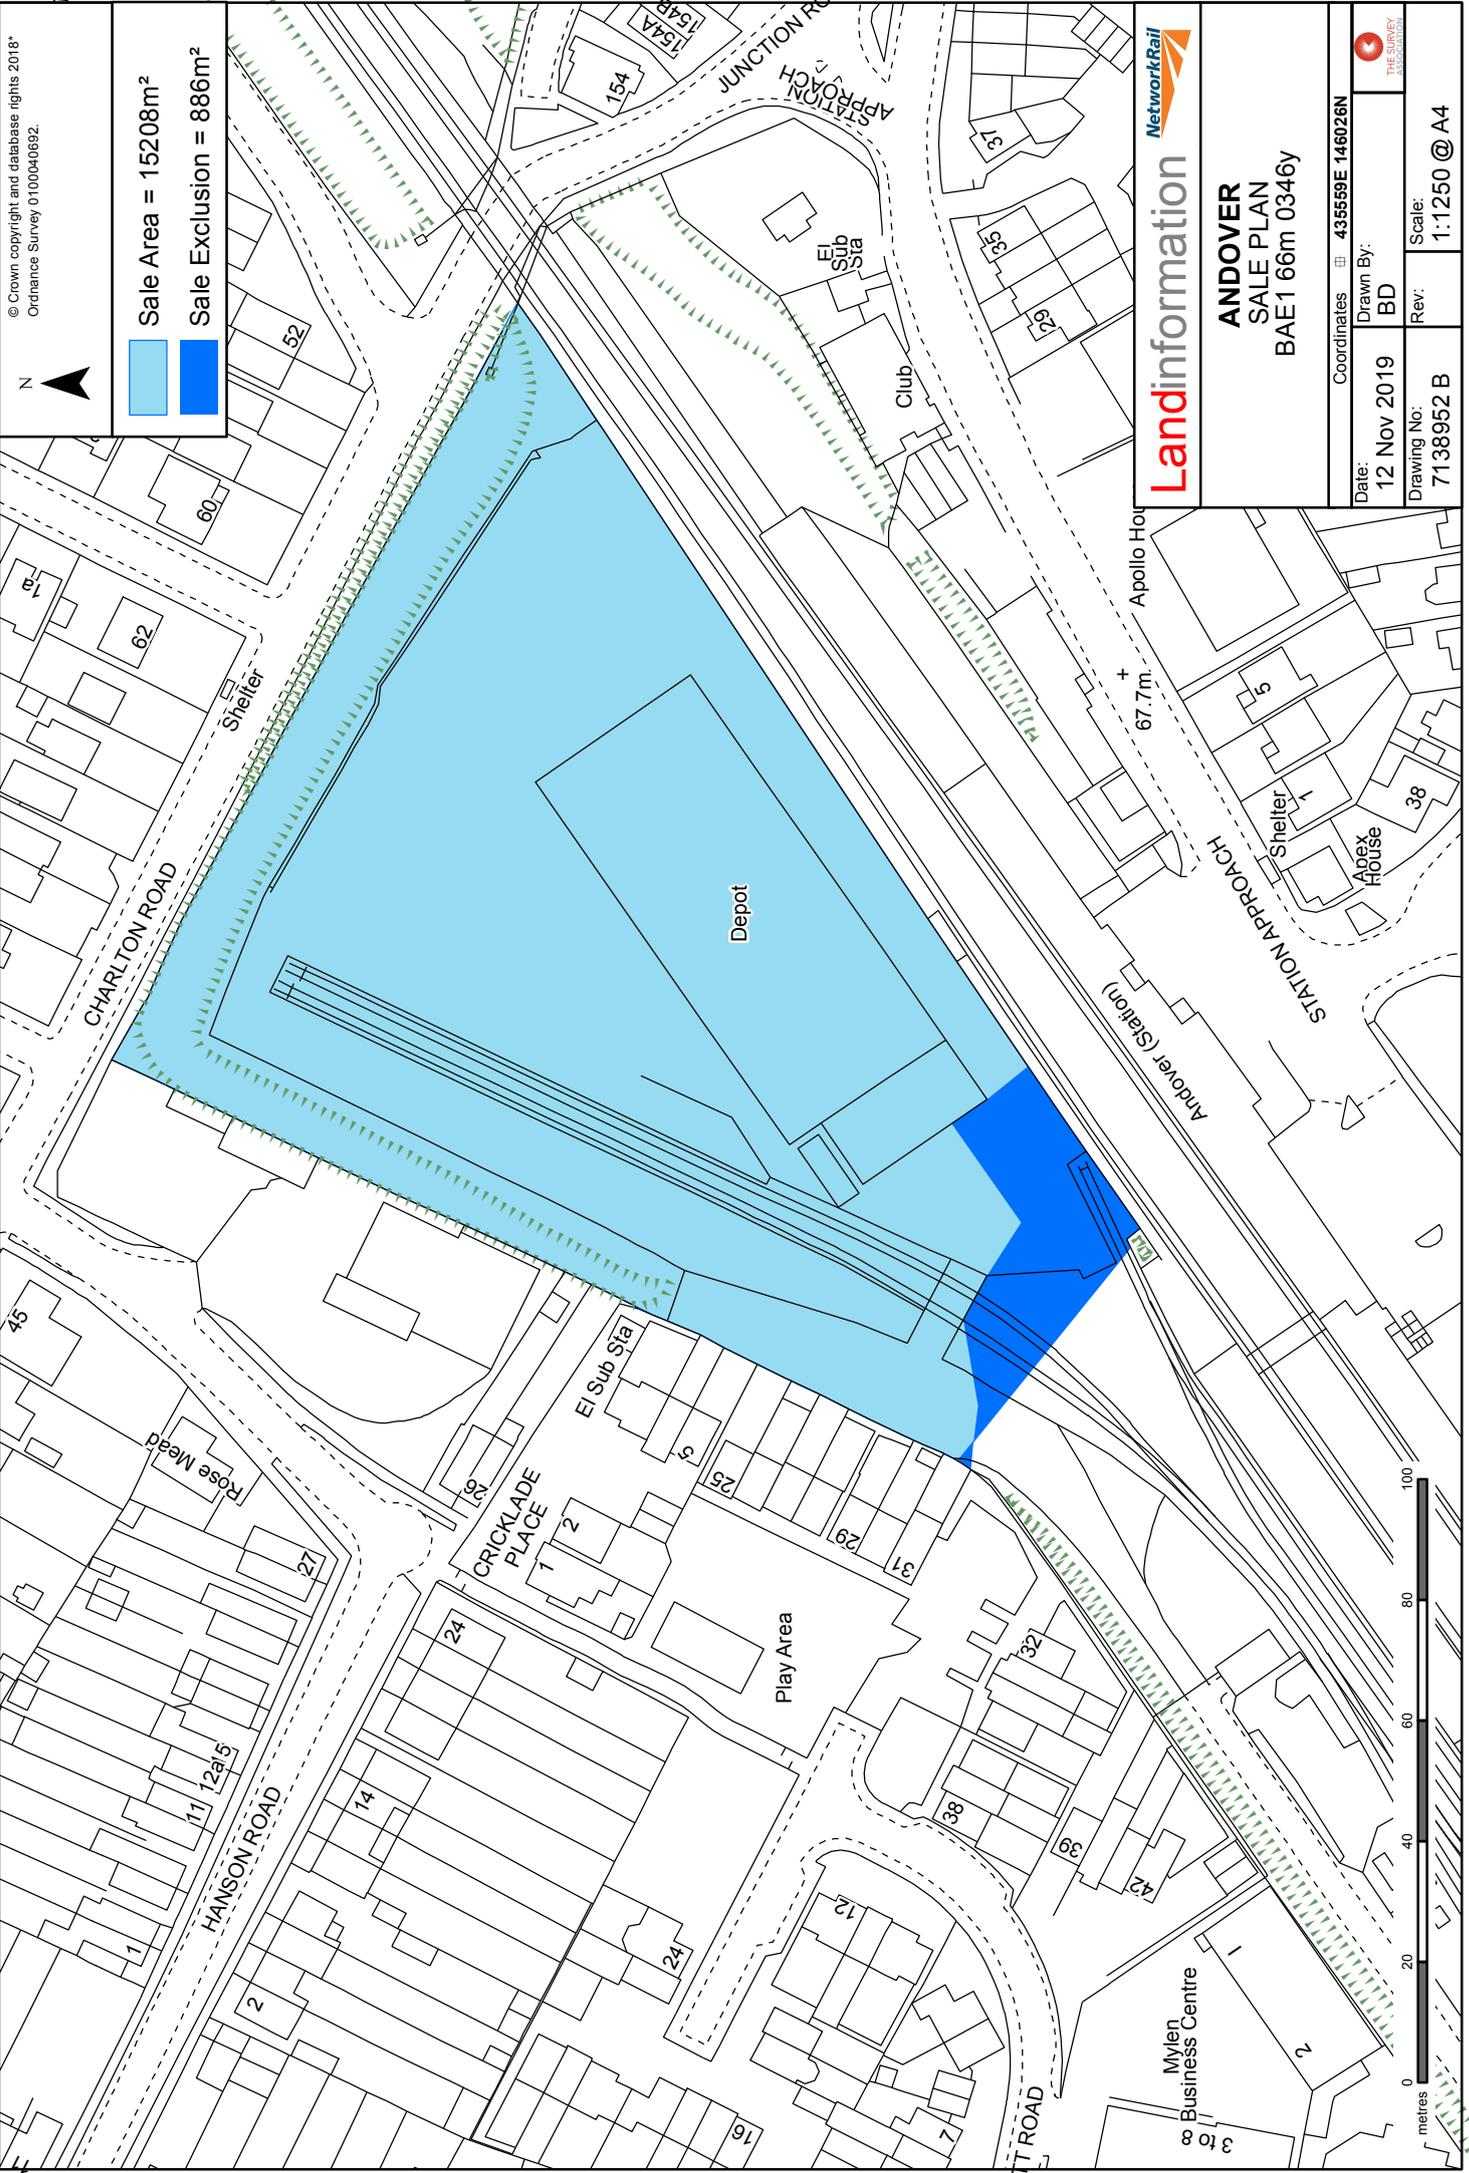 © Crown copyright and database rights 2018*
Ordnance Survey 0100040692.
N
Sale Area = 15208m²
Sale Exclusion = 886m²
154B
154A
154
JUNCTION RO
STATION
APPROACH
37
35
29
El
Sub
Sta
Club
52
60
62
1a
Shelter
CHARLTON ROAD
Depot
Andover (Station)
STATION APPROACH
67.7m
+
Apollo Hou
5
1
Shelter
38
Apex
House
45
Rose Mead
27
El Sub Sta
5
25
29
31
26
CRICKLADE
PLACE
2
1
24
Play Area
32
38
39
42
14
12a
15
11
HANSON ROAD
1
2
24
12
16
7
TT ROAD
Mylen
Business Centre
1
2
3 to 8
11
metres
0
20
40
60
80
100
Landinformation
NetworkRail
ANDOVER
SALE PLAN
BAE1 66m 0346y
Coordinates 435559E 146026N
Date:
12 Nov 2019
Drawn By:
BD
THE SURVEY
ASSOCIATION
Drawing No:
7138952 B
Rev:
Scale:
1:1250 @ A4